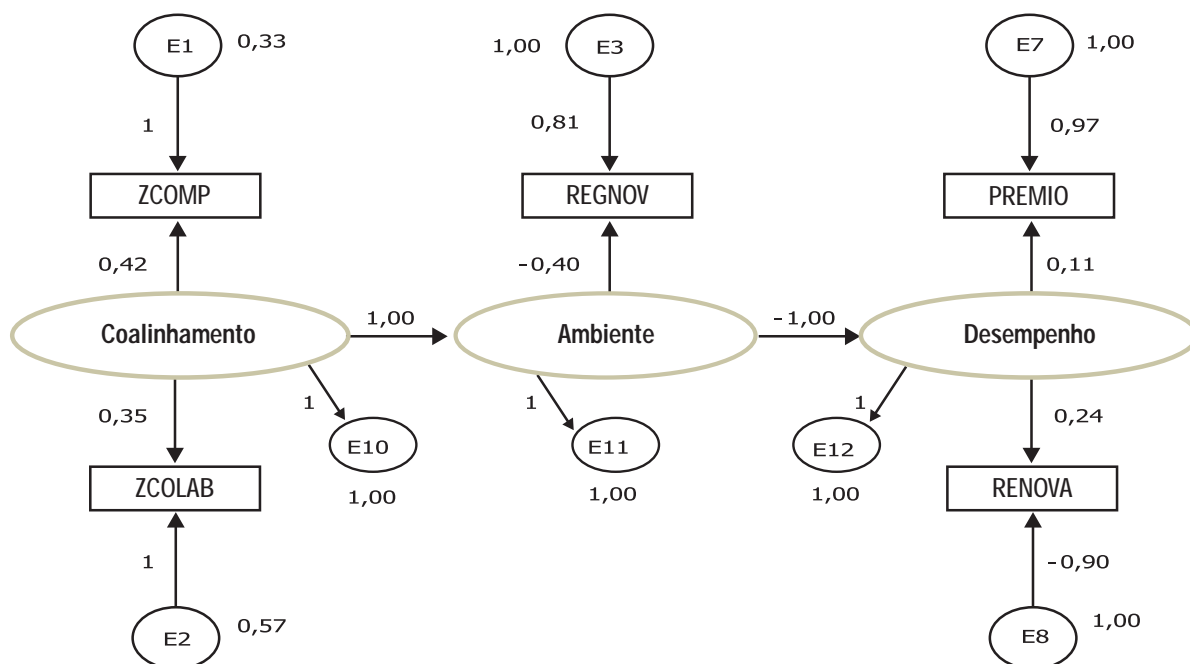 E1 0,33
1,00 E3
E7 1,00
1
0,81
0,97
ZCOMP
REGNOV
PREMIO
0,42
-0,40
0,11
Coalinhamento
1,00
Ambiente
-1,00
Desempenho
0,35
1
E10
1,00
1
E11
1,00
1
E12
1,00
0,24
ZCOLAB
RENOVA
1
-0,90
E2 0,57
E8 1,00